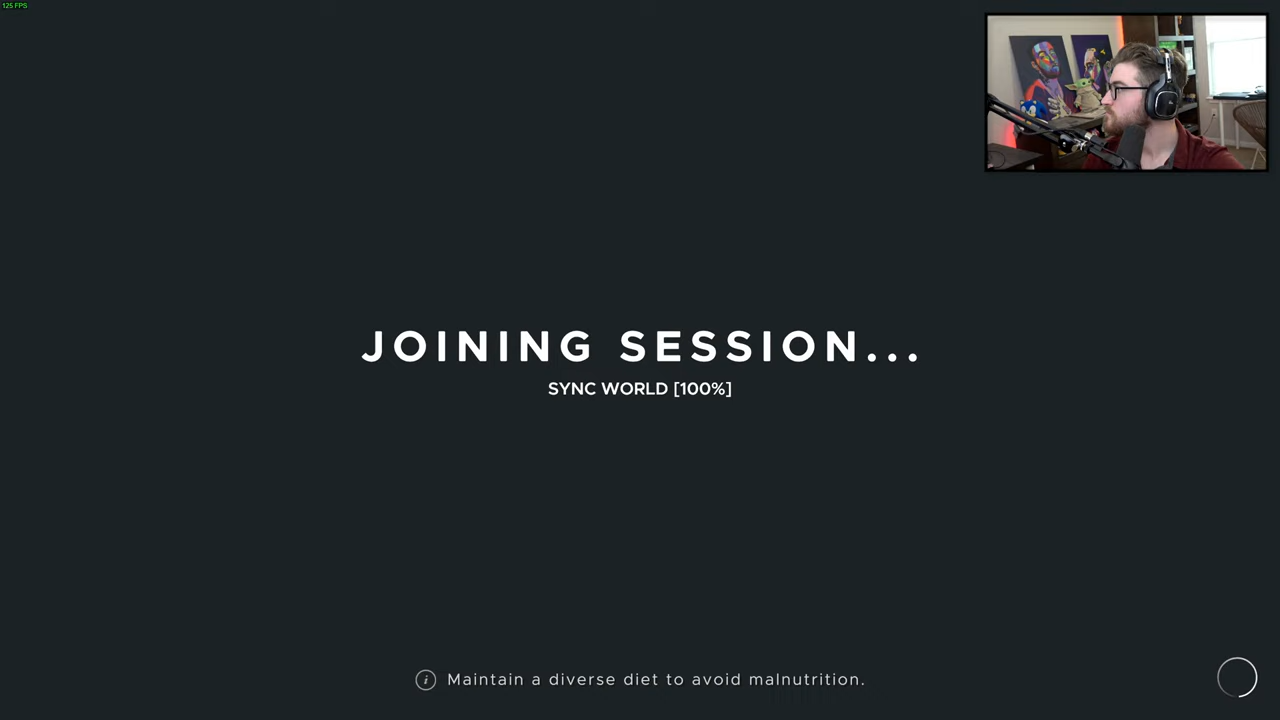 125 FPS
JOINING SESSION...
SYNC WORLD [100%]
Maintain a diverse diet to avoid malnutrition.